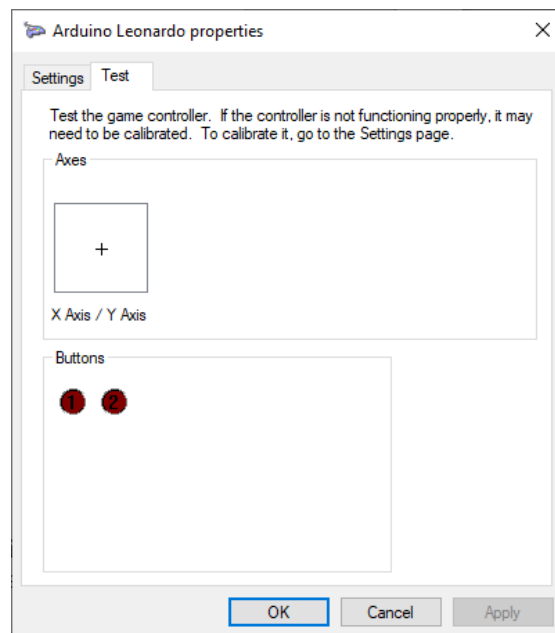 Arduino Leonardo properties
Settings
Test
Test the game controller. If the controller is not functioning properly, it may
need to be calibrated. To calibrate it, go to the Settings page.
Axes
X Axis / Y Axis
Buttons
1 2
OK Cancel Apply